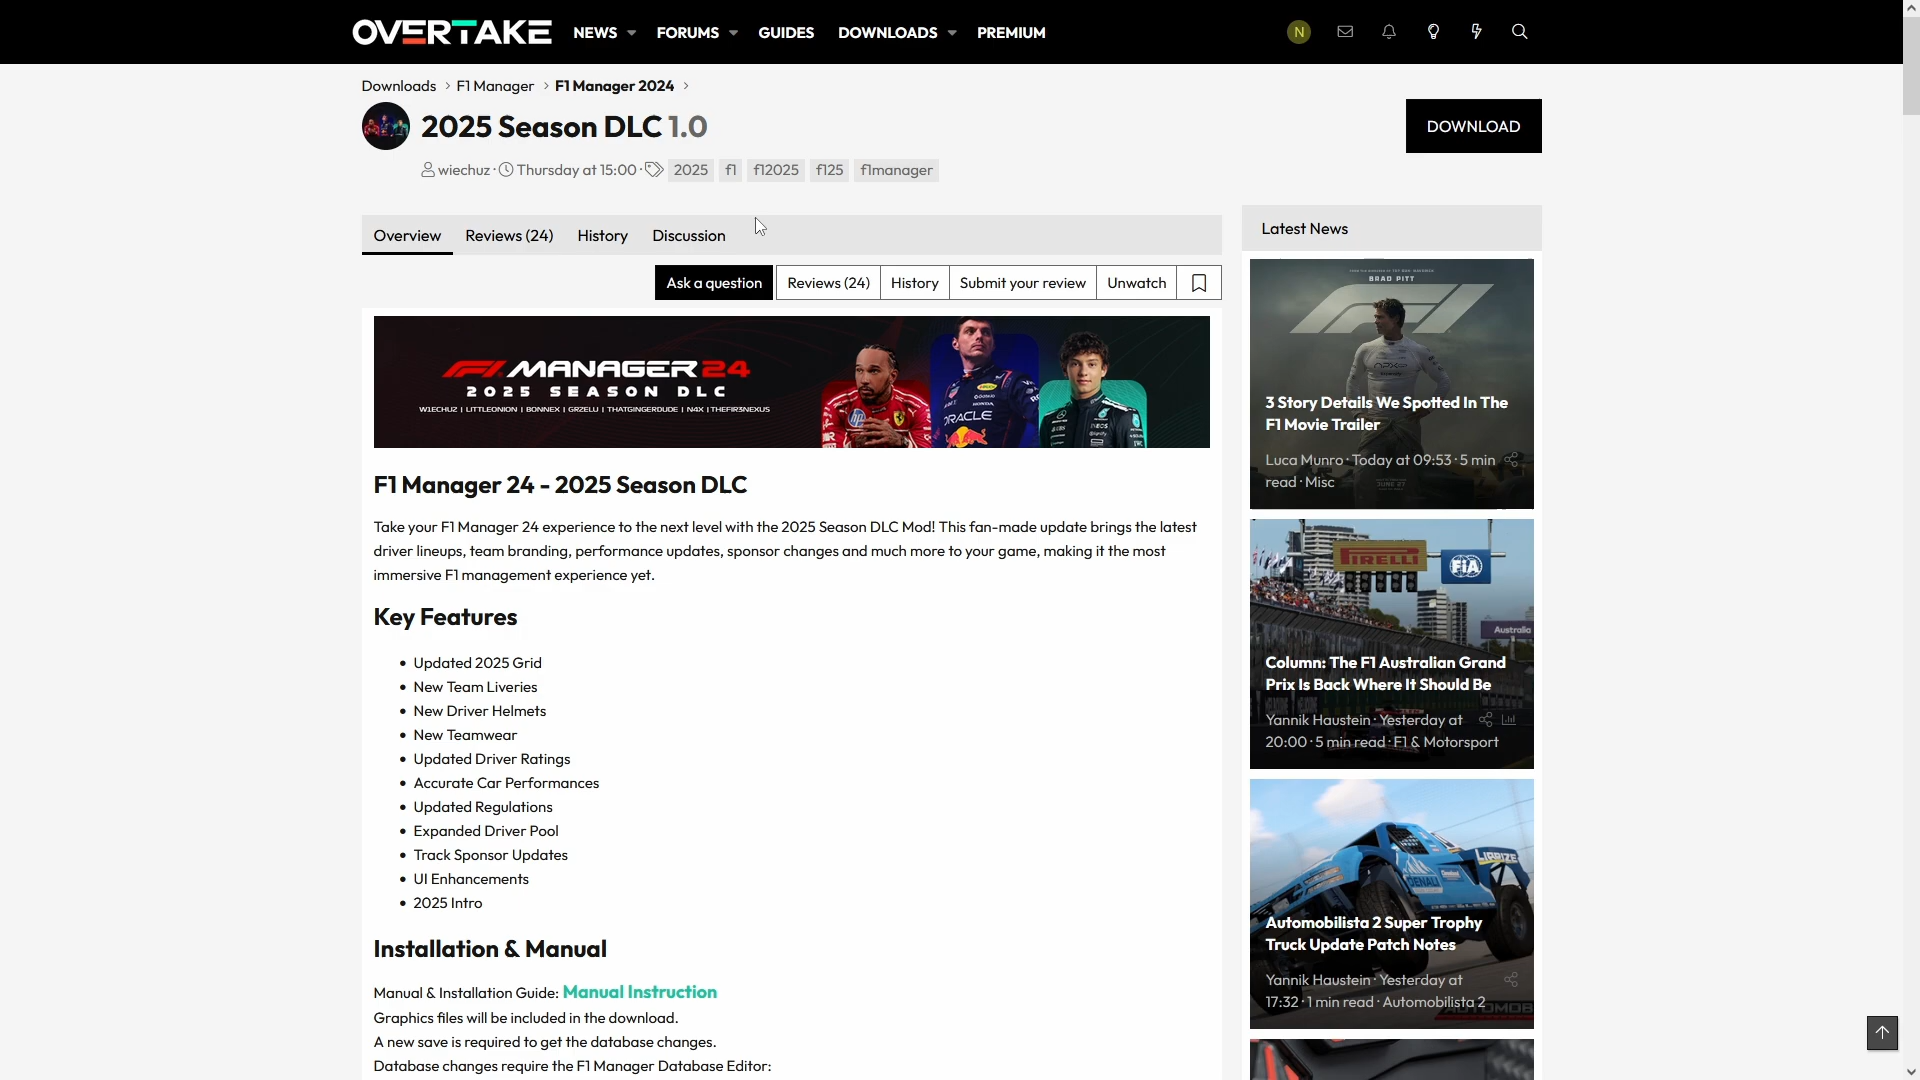 OVERTAKE
NEWS
FORUMS
GUIDES
DOWNLOADS
PREMIUM
N
Downloads
F1 Manager
F1 Manager 2024
2025 Season DLC 1.0
DOWNLOAD
wiechuz · Thursday at 15:00 ·
2025
f1
f12025
f125
f1manager
Overview
Reviews (24)
History
Discussion
Ask a question
Reviews (24)
History
Submit your review
Unwatch
F1 MANAGER 24
2025 SEASON DLC
W1ECHUZ | LITTLEONION | BONNEX | GRZELU | THATGINGERDUDE | N4X | THEFIR3NEXUS
ORACLE
F1 Manager 24 - 2025 Season DLC
Take your F1 Manager 24 experience to the next level with the 2025 Season DLC Mod! This fan-made update brings the latest
driver lineups, team branding, performance updates, sponsor changes and much more to your game, making it the most
immersive F1 management experience yet.
Key Features
• Updated 2025 Grid
• New Team Liveries
• New Driver Helmets
• New Teamwear
• Updated Driver Ratings
• Accurate Car Performances
• Updated Regulations
• Expanded Driver Pool
• Track Sponsor Updates
• UI Enhancements
• 2025 Intro
Installation & Manual
Manual & Installation Guide: Manual Instruction
Graphics files will be included in the download.
A new save is required to get the database changes.
Database changes require the F1 Manager Database Editor:
Latest News
BRAD PITT
F1
3 Story Details We Spotted In The
F1 Movie Trailer
Luca Munro · Today at 09:53 · 5 min
read · Misc
JUNE 27
PIRELLI
FIA
Australia
Column: The F1 Australian Grand
Prix Is Back Where It Should Be
Yannik Haustein · Yesterday at
20:00 · 5 min read · F1 & Motorsport
DENALI
Automobilista 2 Super Trophy
Truck Update Patch Notes
Yannik Haustein · Yesterday at
17:32 · 1 min read · Automobilista 2